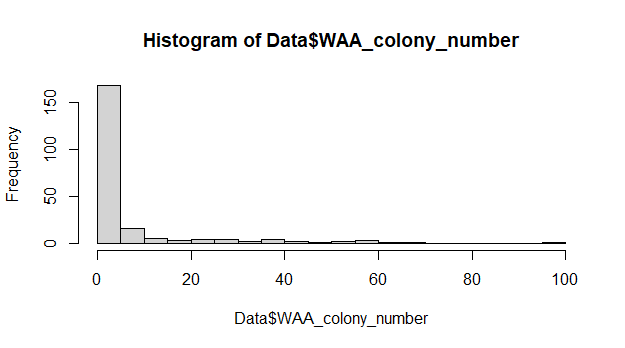 Histogram of Data$WAA_colony_number
Frequency
150
100
50
0
0 20 40 60 80 100
Data$WAA_colony_number